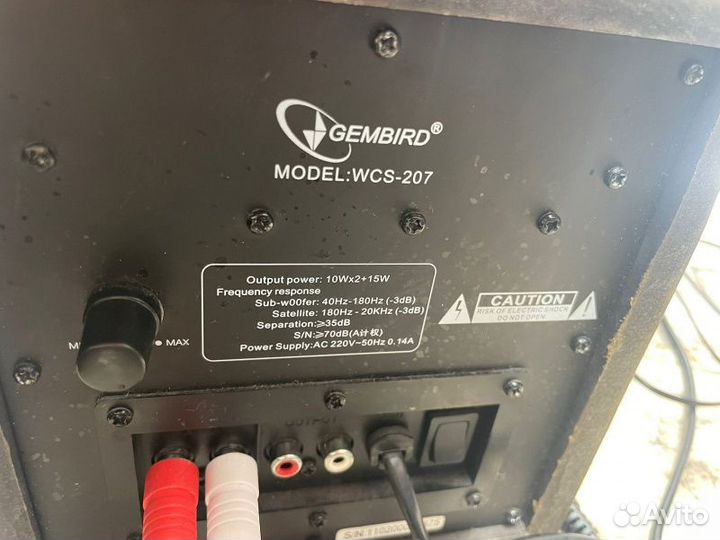 GEMBIRD®
MODEL:WCS-207
Output power: 10Wx2+15W
Frequency response
Sub-w00fer: 40Hz-180Hz (-3dB)
Satellite: 180Hz - 20KHz (-3dB)
Separation:⩾35dB
S/N:⩾70dB(A计权)
Power Supply:AC 220V~50Hz 0.14A
CAUTION
RISK OF ELECTRIC SHOCK
DO NOT OPEN
MAX
OUTPUT
Avito